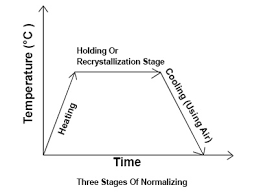 Temperature (°C)
Holding Or
Recrystallization Stage
Heating
Cooling (Using Air)
Time
Three Stages Of Normalizing